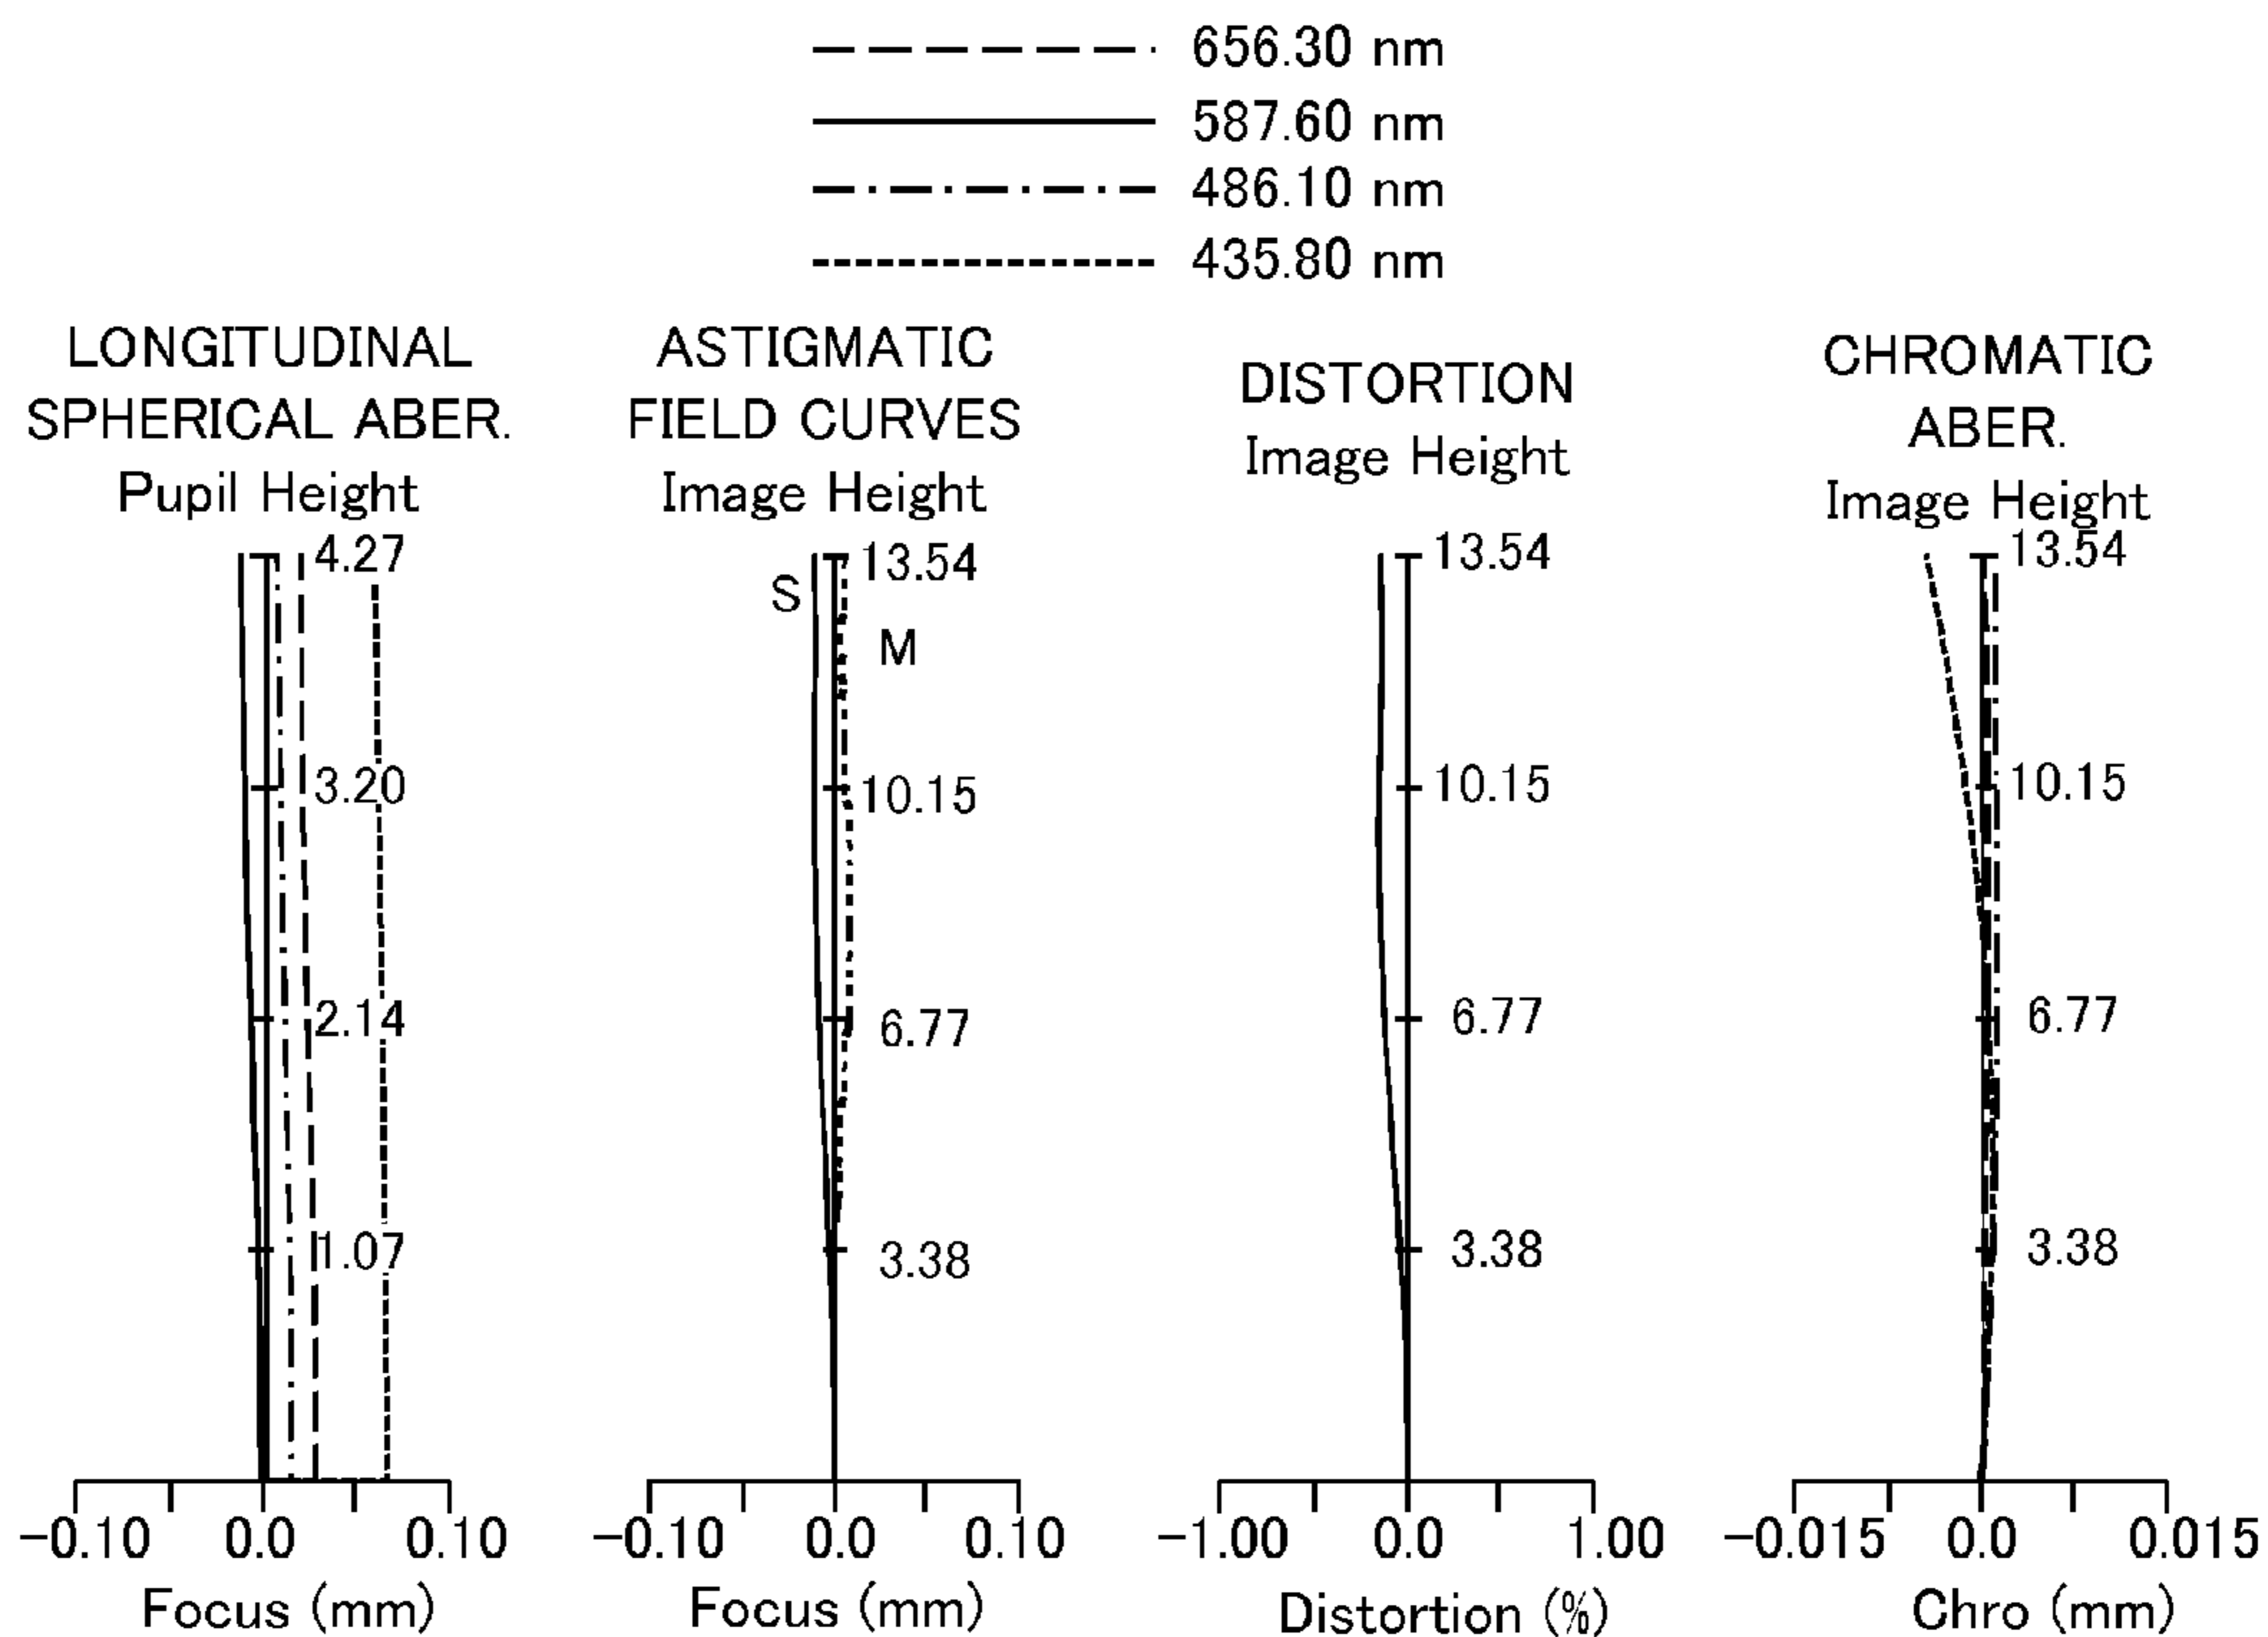 656.30 nm
587.60 nm
486.10 nm
435.80 nm
LONGITUDINAL
SPHERICAL ABER.
Pupil Height
4.27
3.20
2.14
1.07
-0.10 0.0 0.10
Focus (mm)
ASTIGMATIC
FIELD CURVES
Image Height
13.54
S
M
10.15
6.77
3.38
-0.10 0.0 0.10
Focus (mm)
DISTORTION
Image Height
13.54
10.15
6.77
3.38
-1.00 0.0 1.00
Distortion (%)
CHROMATIC
ABER.
Image Height
13.54
10.15
6.77
3.38
-0.015 0.0 0.015
Chro (mm)